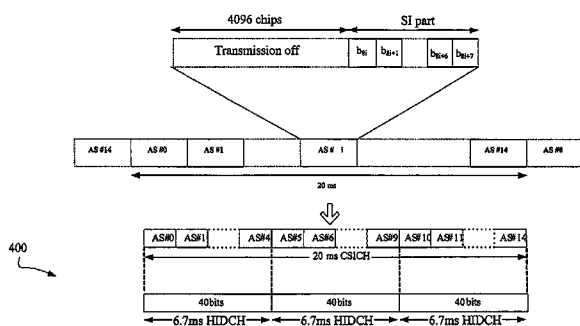 4096 chips SI part
Transmission off b8i b8i+1 b8i+6 b8i+7
AS #14 AS #0 AS #1 AS # i AS #14 AS #0
20 ms
400
AS#0 AS#1 AS#4 AS#5 AS#6 AS#9 AS#10 AS#11 AS#14
20 ms CSICH
40bits 40bits 40bits
6.7ms HIDCH 6.7ms HIDCH 6.7ms HIDCH